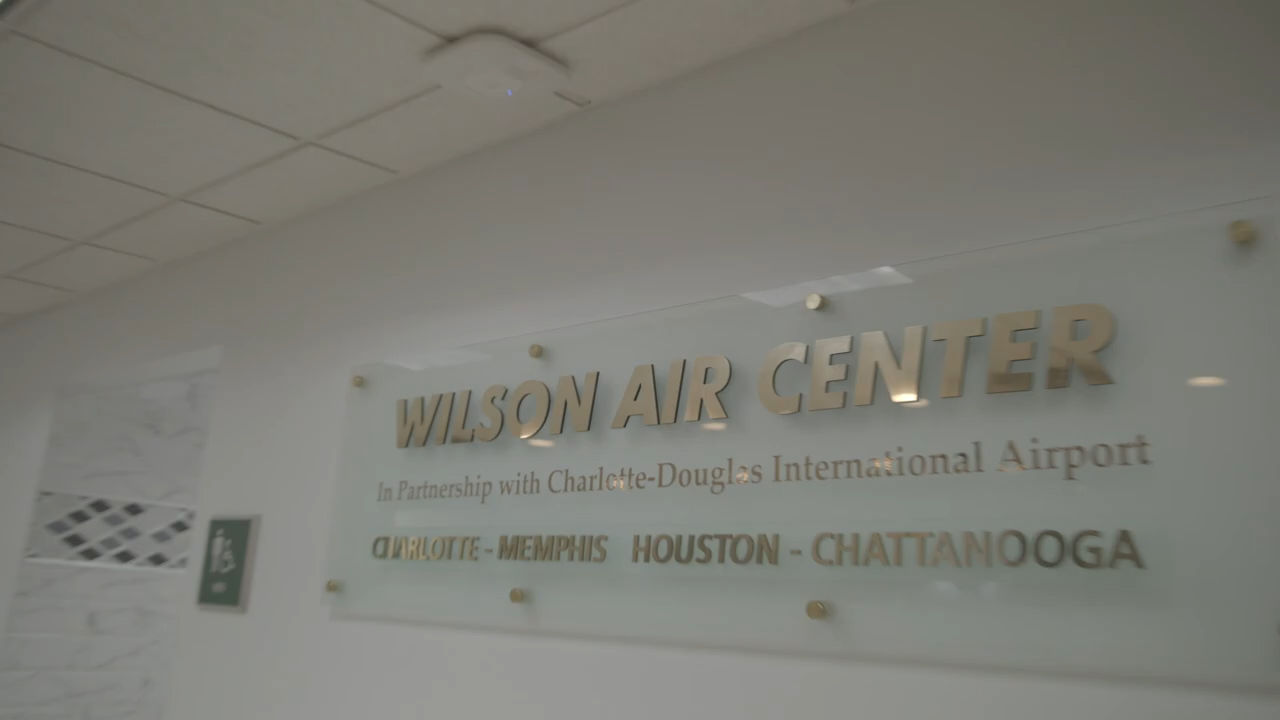 WILSON AIR CENTER
In Partnership with Charlotte-Douglas International Airport
CHARLOTTE - MEMPHIS HOUSTON - CHATTANOOGA